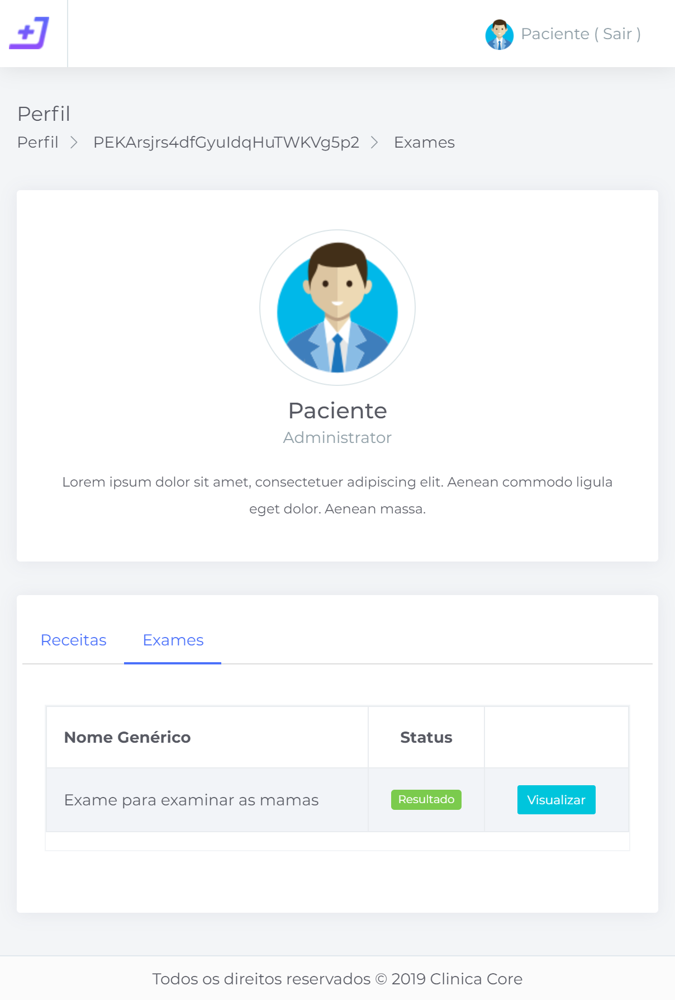 Paciente ( Sair )
Perfil
Perfil > PEKArsjrs4dfGyuIdqHuTWKVg5p2 > Exames
Paciente
Administrator
Lorem ipsum dolor sit amet, consectetuer adipiscing elit. Aenean commodo ligula
eget dolor. Aenean massa.
Receitas Exames
Nome Genérico Status
Exame para examinar as mamas Resultado Visualizar
Todos os direitos reservados © 2019 Clinica Core